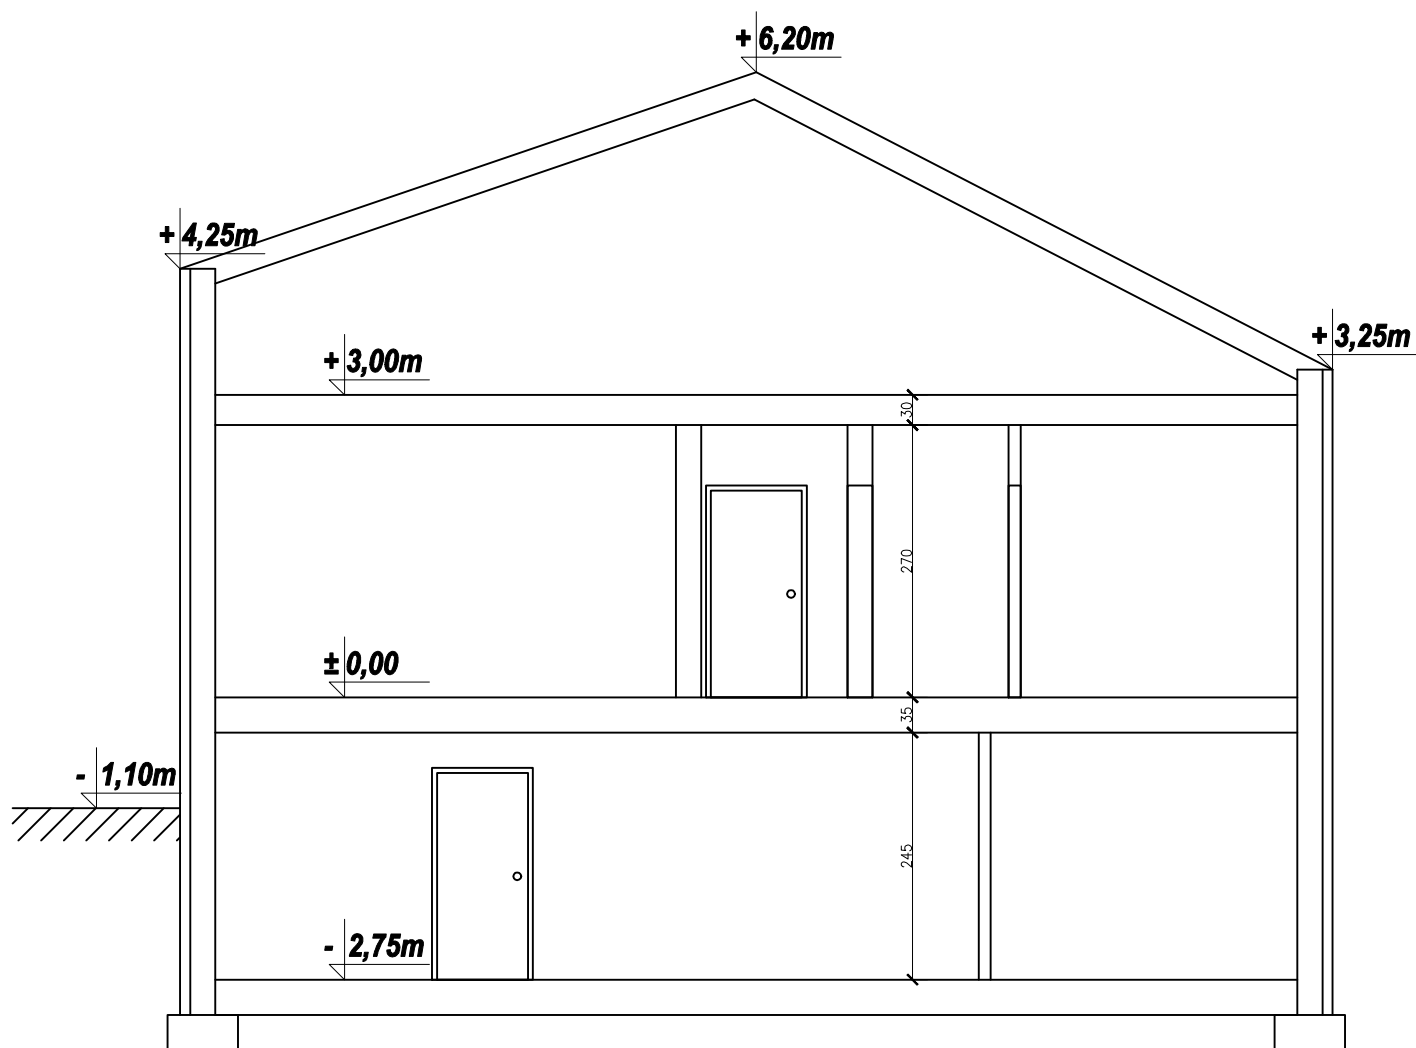 + 6,20m
+ 4,25m
+ 3,25m
+ 3,00m
30
270
± 0,00
35
- 1,10m
245
- 2,75m